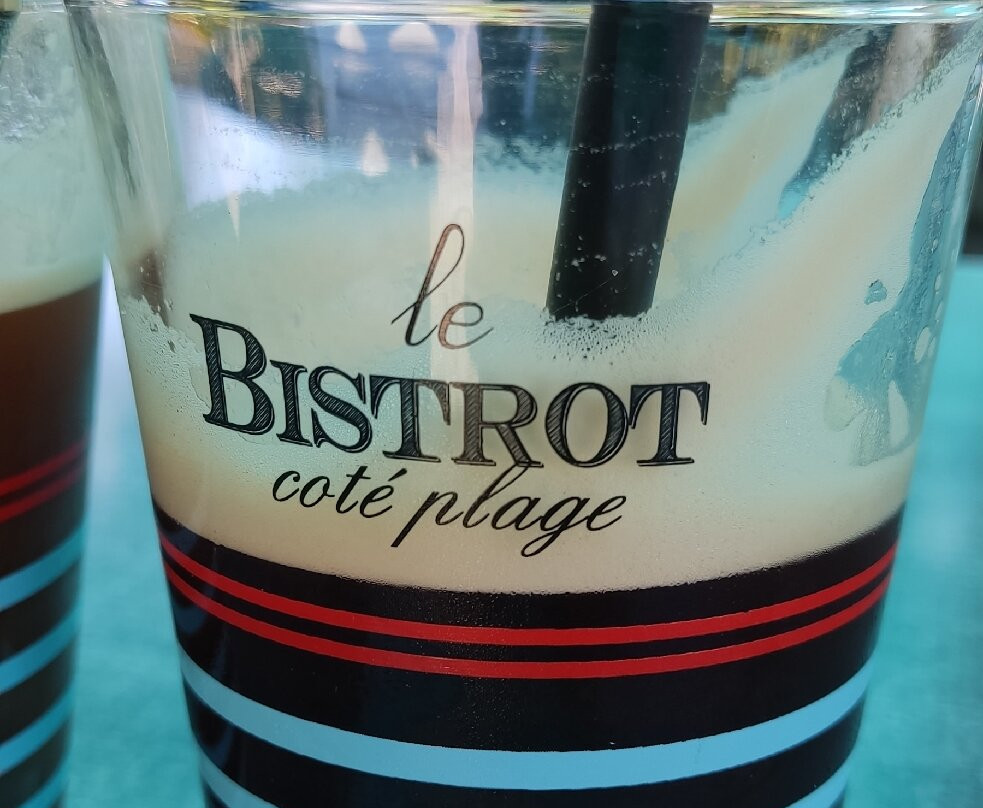 le
BISTROT
coté plage